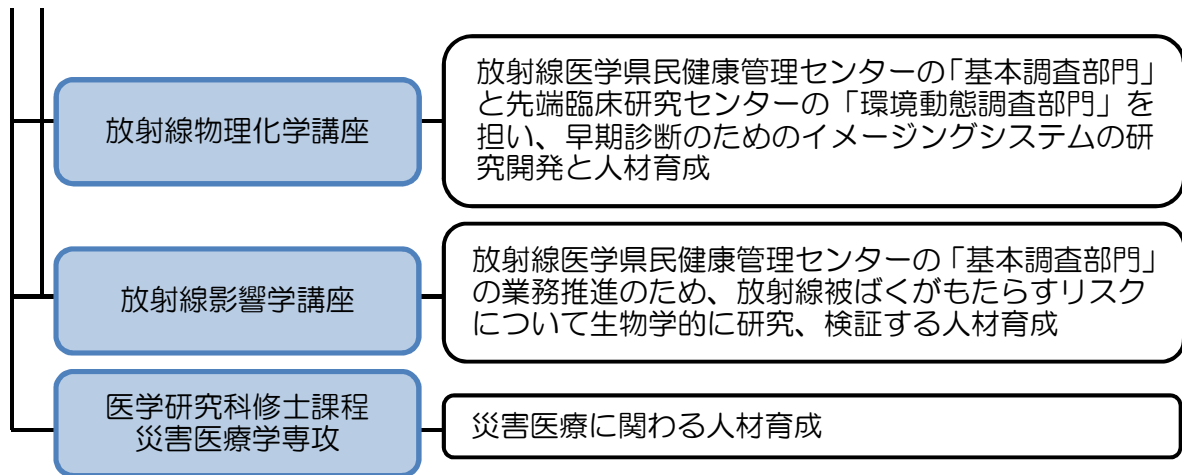 放射線物理化学講座
放射線医学県民健康管理センターの「基本調査部門」
と先端臨床研究センターの「環境動態調査部門」を
担い、早期診断のためのイメージングシステムの研
究開発と人材育成
放射線影響学講座
放射線医学県民健康管理センターの「基本調査部門」
の業務推進のため、放射線被ばくがもたらすリスク
について生物学的に研究、検証する人材育成
医学研究科修士課程
災害医療学専攻
災害医療に関わる人材育成